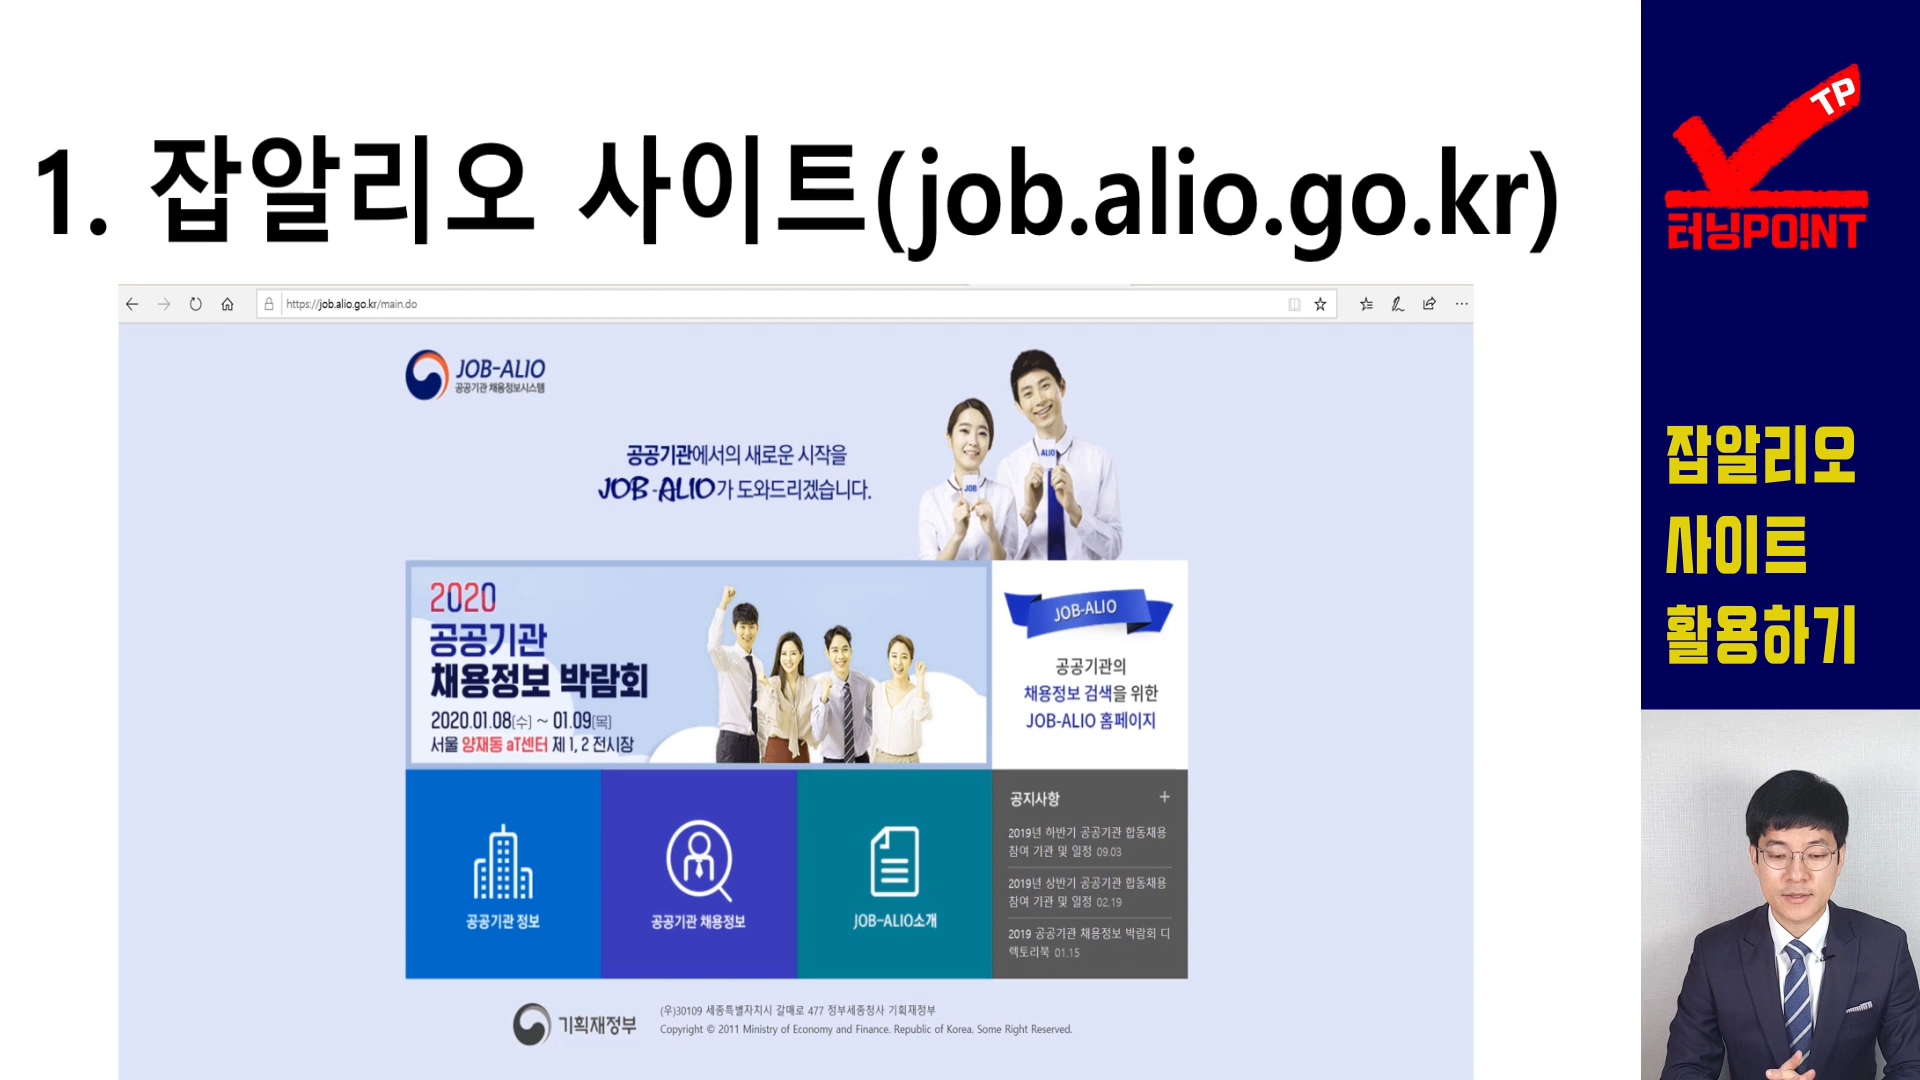 1. 잡알리오 사이트(job.alio.go.kr)
https://job.alio.go.kr/main.do
JOB-ALIO
공공기관 채용정보시스템
공공기관에서의 새로운 시작을
JOB-ALIO가 도와드리겠습니다.
JOB
ALIO
2020
공공기관
채용정보 박람회
2020.01.08(수) ~ 01.09(목)
서울 양재동 aT센터 제 1, 2 전시장
JOB-ALIO
공공기관의
채용정보 검색을 위한
JOB-ALIO 홈페이지
공공기관 정보
공공기관 채용정보
JOB-ALIO소개
공지사항 +
2019년 하반기 공공기관 합동채용
참여 기관 및 일정 09.03
2019년 상반기 공공기관 합동채용
참여 기관 및 일정 02.19
2019 공공기관 채용정보 박람회 디
렉토리북 01.15
기획재정부
(우)30109 세종특별자치시 갈매로 477 정부세종청사 기획재정부
Copyright © 2011 Ministry of Economy and Finance. Republic of Korea. Some Right Reserved.
TP
터닝PO!NT
잡알리오
사이트
활용하기